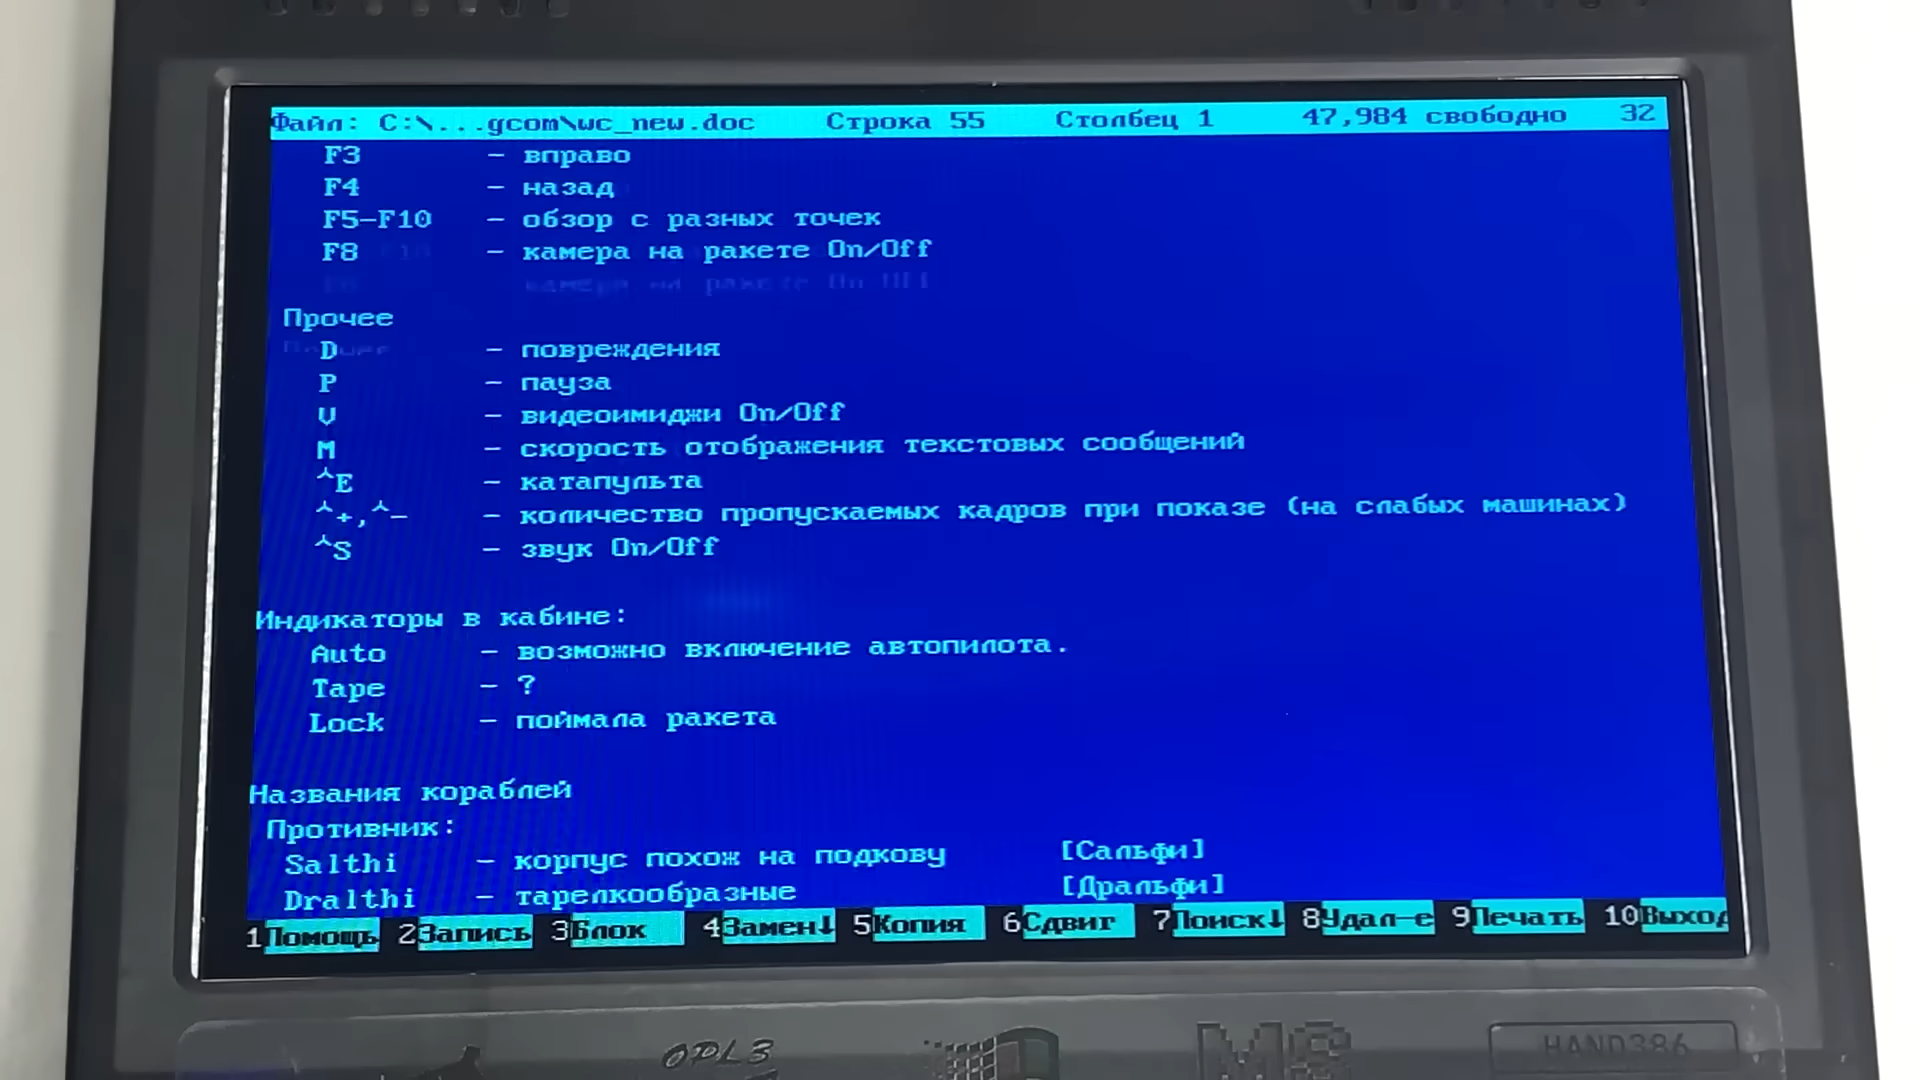 Файл: C:\...gcom\wc_new.doc Строка 55 Столбец 1 47,984 свободно 32
F3 – вправо
F4 – назад
F5-F10 – обзор с разных точек
F8 – камера на ракете On/Off
Прочее
D – повреждения
P – пауза
V – видеоимиджи On/Off
M – скорость отображения текстовых сообщений
^E – катапульта
^+,^- – количество пропускаемых кадров при показе (на слабых машинах)
^S – звук On/Off
Индикаторы в кабине:
Auto – возможно включение автопилота.
Tape – ?
Lock – поймала ракета
Названия кораблей
Противник:
Salthi – корпус похож на подкову [Сальфи]
Dralthi – тарелкообразные [Дральфи]
1Помощь 2Запись 3Блок 4Замен↓ 5Копия 6Сдвиг 7Поиск↓ 8Удал-е 9Печать 10Выход
OPL3 M8 HAND386